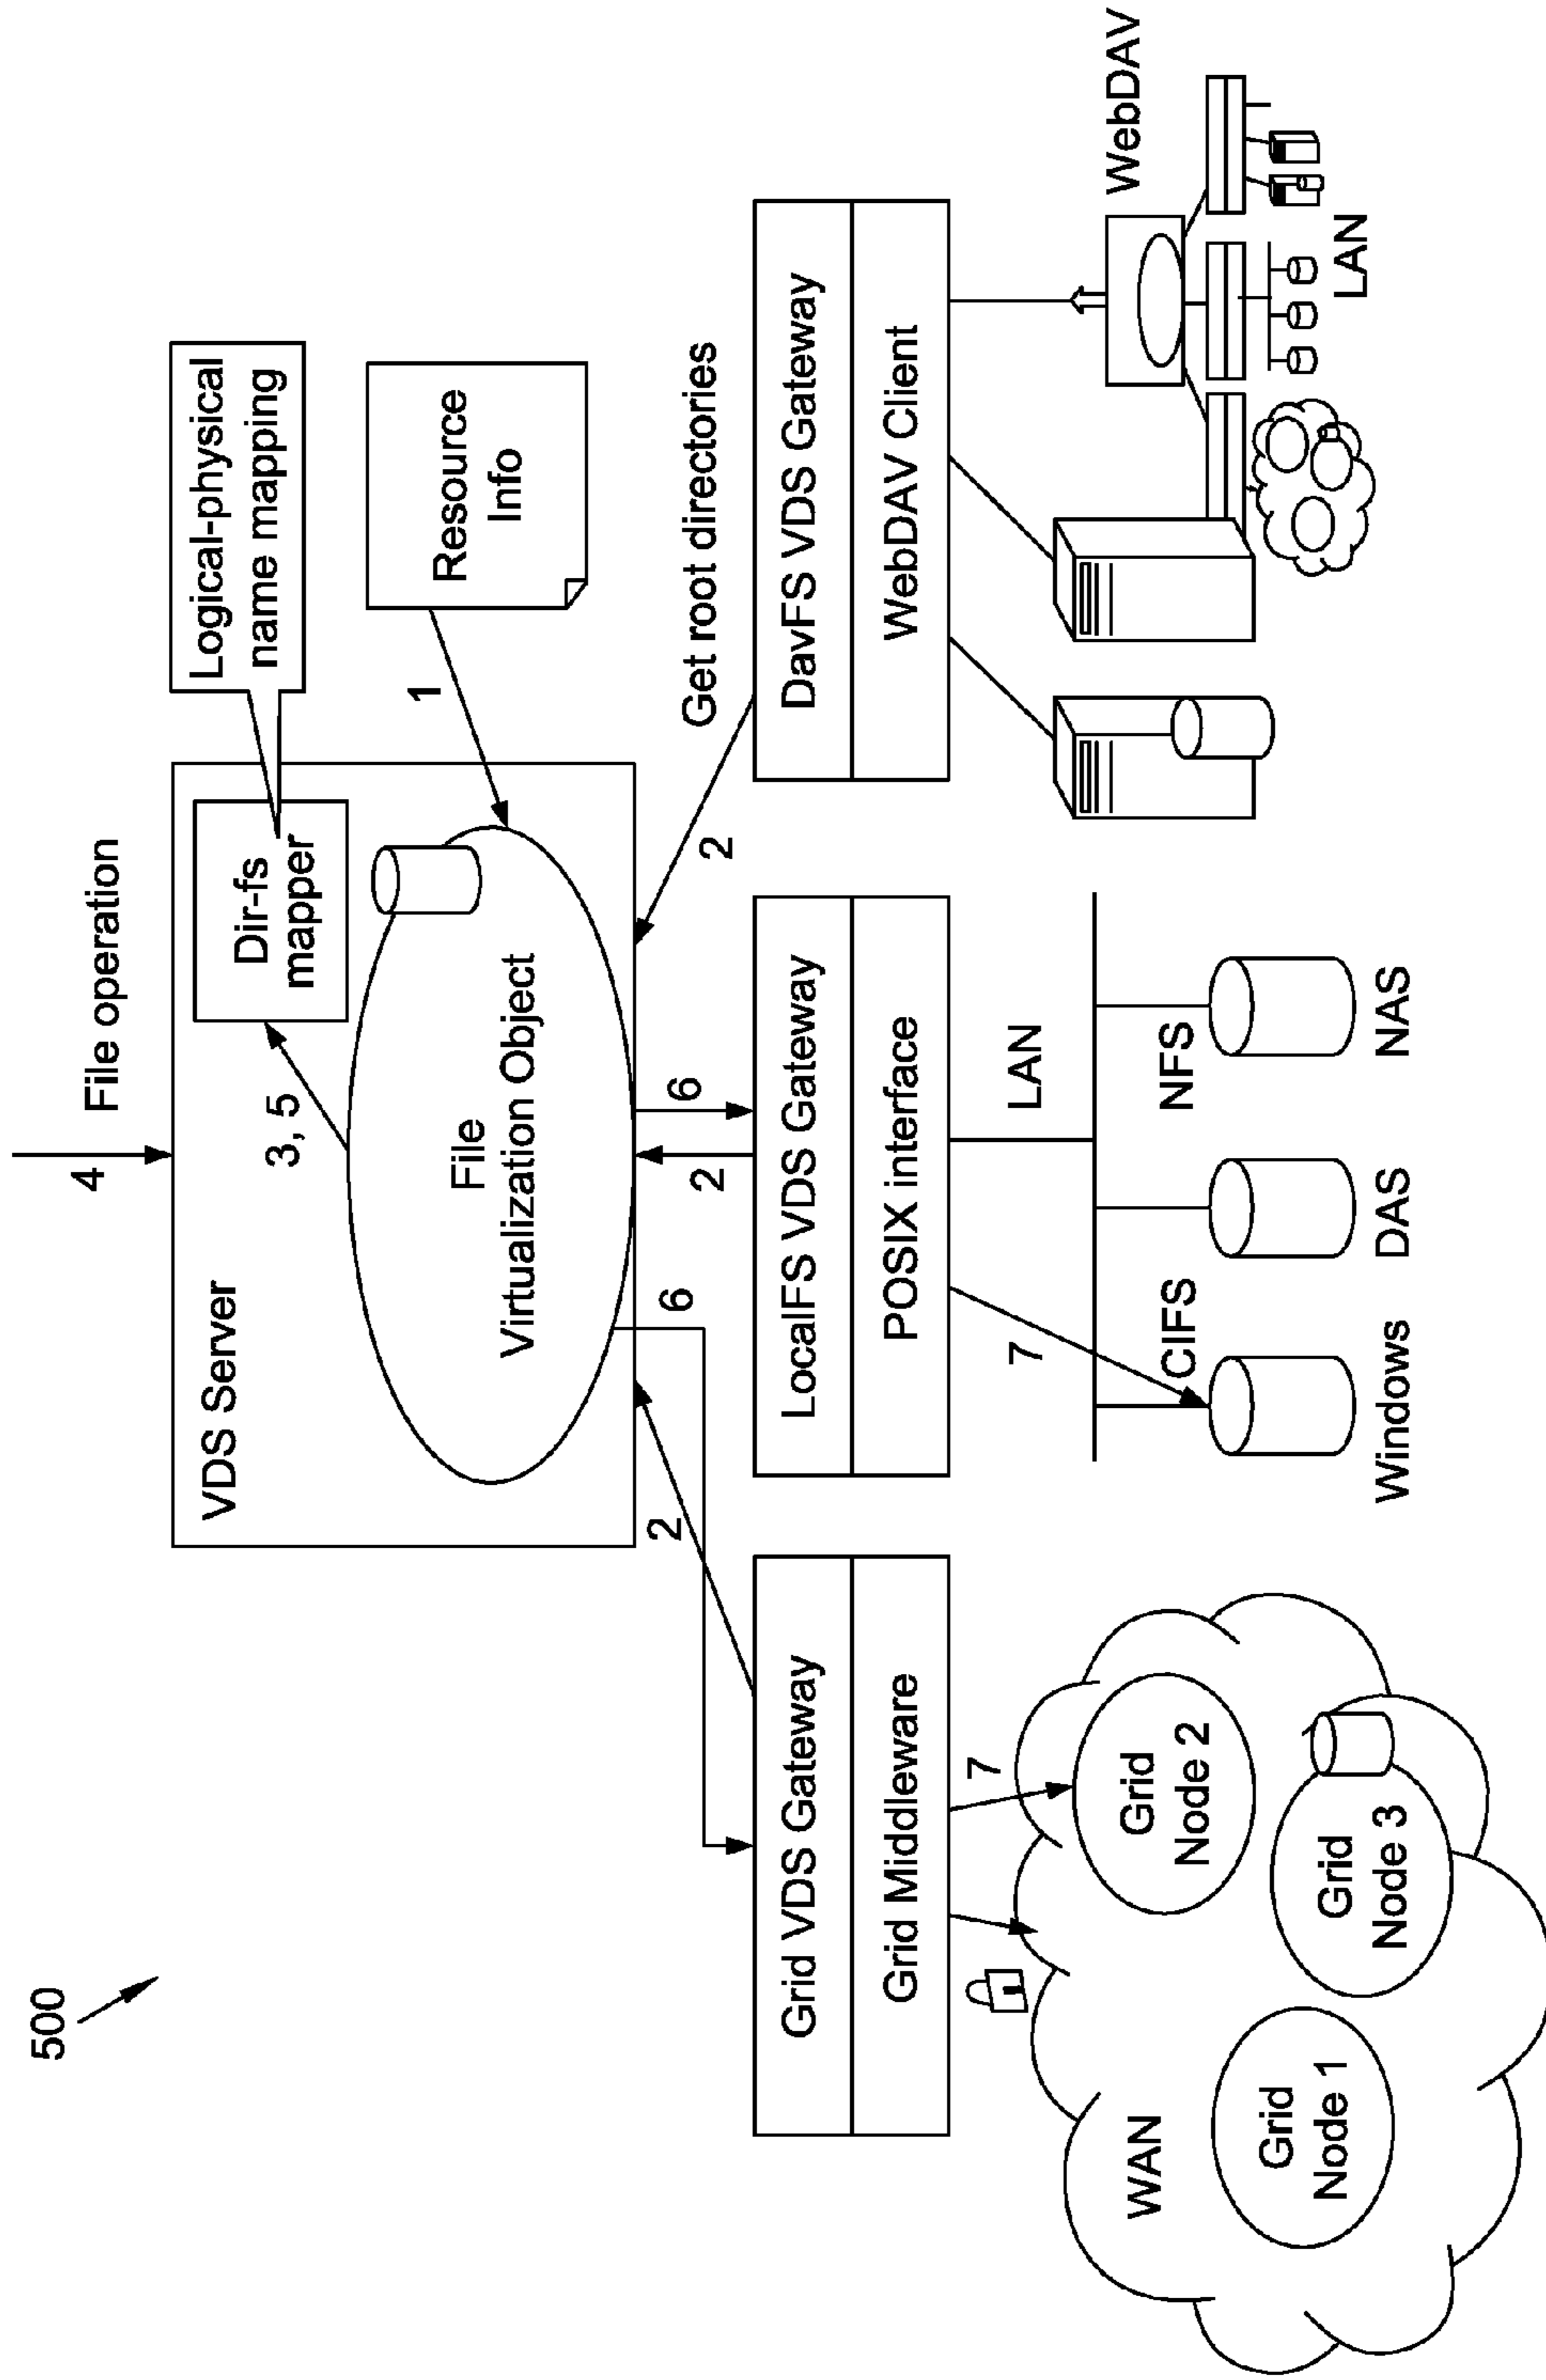 500
4
File operation
VDS Server
Dir-fs
mapper
Logical-physical
name mapping
3, 5
File
Virtualization Object
1
Resource
Info
2
6
2
6
2
Get root directories
Grid VDS Gateway
Grid Middleware
LocalFS VDS Gateway
POSIX interface
DavFS VDS Gateway
WebDAV Client
7
7
LAN
WAN
Grid
Node 1
Grid
Node 2
Grid
Node 3
CIFS
NFS
Windows
DAS
NAS
WebDAV
LAN